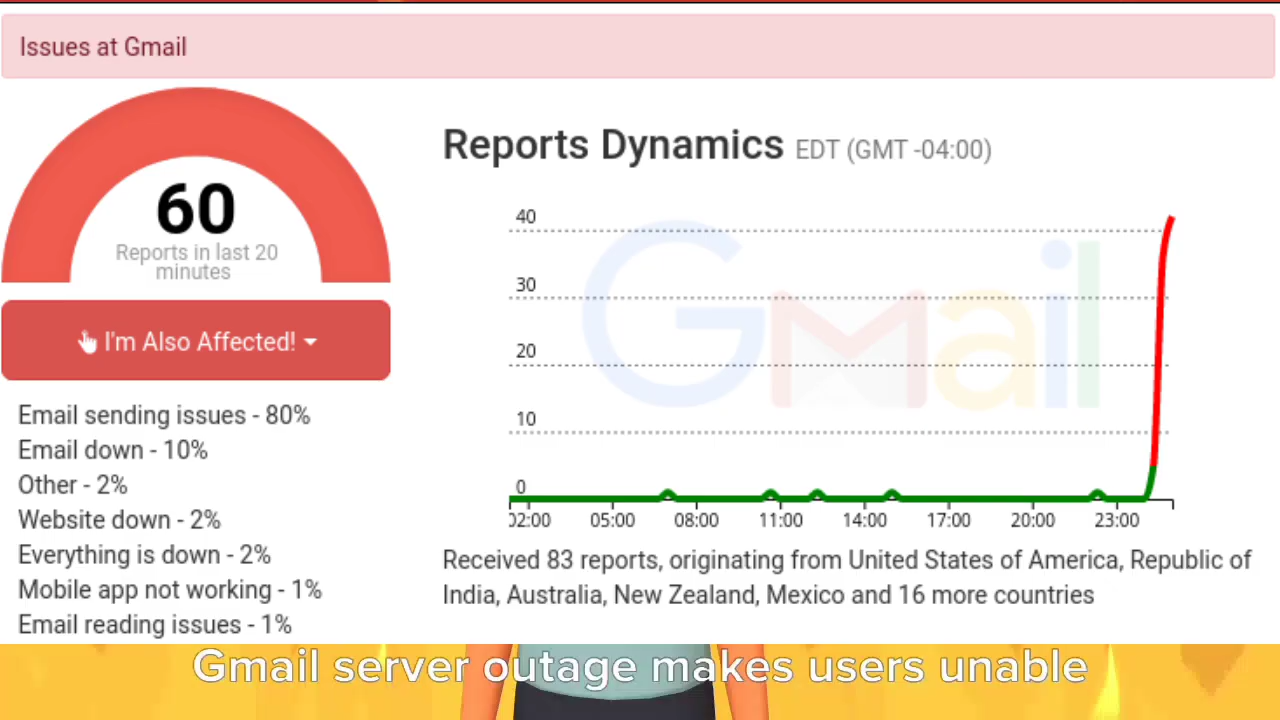 Issues at Gmail
60
Reports in last 20
minutes
I'm Also Affected!
Email sending issues - 80%
Email down - 10%
Other - 2%
Website down - 2%
Everything is down - 2%
Mobile app not working - 1%
Email reading issues - 1%
Reports Dynamics EDT (GMT -04:00)
Gmail
40
30
20
10
0
02:00 05:00 08:00 11:00 14:00 17:00 20:00 23:00
Received 83 reports, originating from United States of America, Republic of
India, Australia, New Zealand, Mexico and 16 more countries
Gmail server outage makes users unable